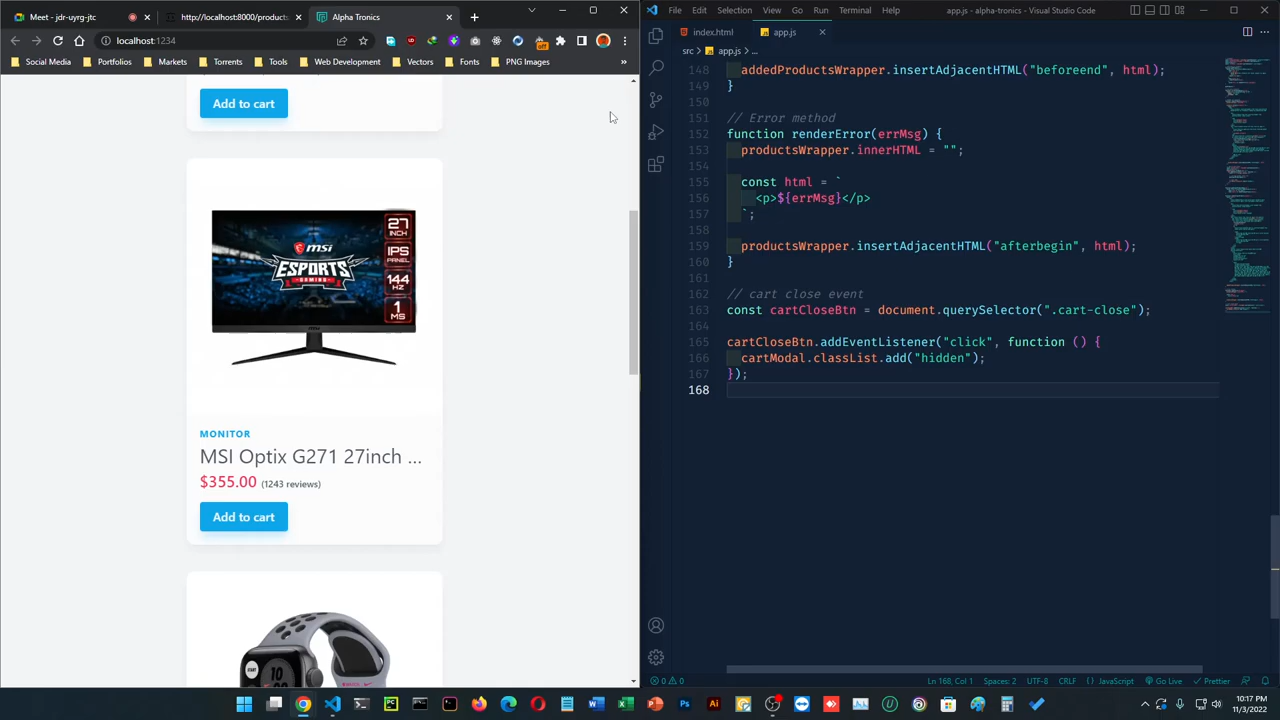 Meet - jdr-uyrg-jtc
http://localhost:8000/products
Alpha Tronics
localhost:1234
Social Media
Portfolios
Markets
Torrents
Tools
Web Development
Vectors
Fonts
PNG Images
»
Add to cart
27 INCH
IPS PANEL
144 HZ
1 MS
msi
ESPORTS
GAMING
MONITOR
MSI Optix G271 27inch ...
$355.00 (1243 reviews)
Add to cart
File Edit Selection View Go Run Terminal
app.js - alpha-tronics - Visual Studio Code
index.html
app.js
src > app.js > ...
148 addedProductsWrapper.insertAdjacentHTML("beforeend", html);
149 }
150
151 // Error method
152 function renderError(errMsg) {
153 productsWrapper.innerHTML = "";
154
155 const html = `
156 <p>${errMsg}</p>
157 `;
158
159 productsWrapper.insertAdjacentHTML("afterbegin", html);
160 }
161
162 // cart close event
163 const cartCloseBtn = document.querySelector(".cart-close");
164
165 cartCloseBtn.addEventListener("click", function () {
166 cartModal.classList.add("hidden");
167 });
168
0 0
Ln 168, Col 1 Spaces: 2 UTF-8 CRLF JavaScript Go Live Prettier
10:17 PM
11/3/2022